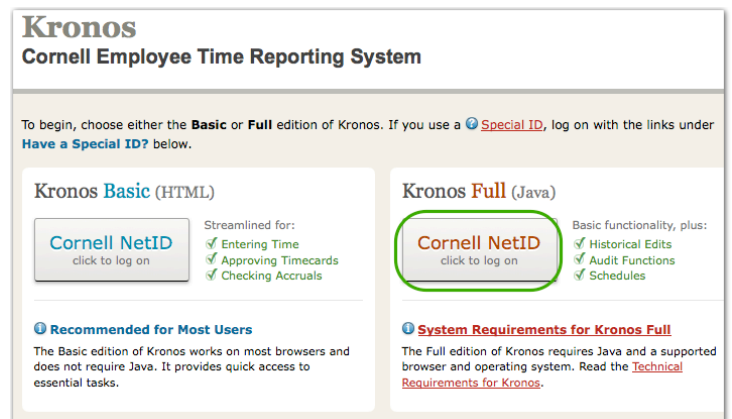 Kronos
Cornell Employee Time Reporting System
To begin, choose either the Basic or Full edition of Kronos. If you use a Special ID, log on with the links under
Have a Special ID? below.
Kronos Basic (HTML)
Cornell NetID
click to log on
Streamlined for:
Entering Time
Approving Timecards
Checking Accruals
Recommended for Most Users
The Basic edition of Kronos works on most browsers and
does not require Java. It provides quick access to
essential tasks.
Kronos Full (Java)
Cornell NetID
click to log on
Basic functionality, plus:
Historical Edits
Audit Functions
Schedules
System Requirements for Kronos Full
The Full edition of Kronos requires Java and a supported
browser and operating system. Read the Technical
Requirements for Kronos.